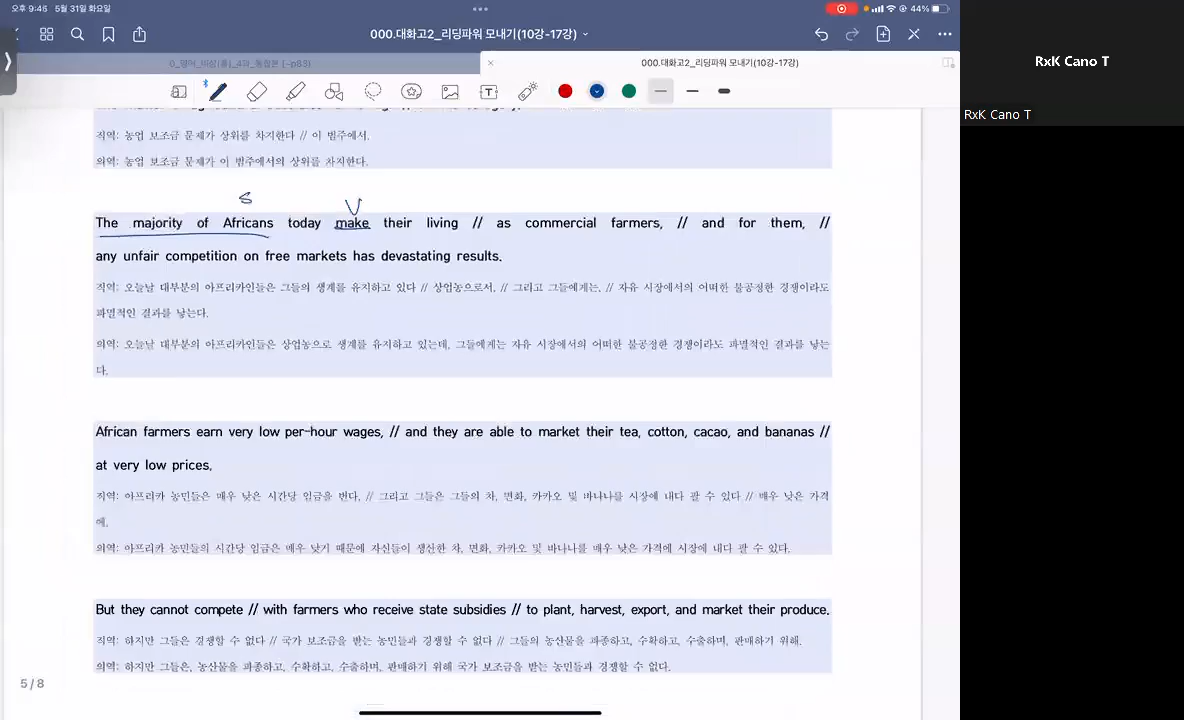 오후 9:46 5월 31일 화요일
44%
000.대화고2_리딩파워 모내기(10강-17강)
000.대화고2_리딩파워 모내기(10강-17강)
직역: 농업 보조금 문제가 상위를 차지한다 // 이 범주에서.
의역: 농업 보조금 문제가 이 범주에서의 상위를 차지한다.
S V
The majority of Africans today make their living // as commercial farmers, // and for them, //
any unfair competition on free markets has devastating results.
직역: 오늘날 대부분의 아프리카인들은 그들의 생계를 유지하고 있다 // 상업농으로서, // 그리고 그들에게는, // 자유 시장에서의 어떠한 불공정한 경쟁이라도
파멸적인 결과를 낳는다.
의역: 오늘날 대부분의 아프리카인들은 상업농으로 생계를 유지하고 있는데, 그들에게는 자유 시장에서의 어떠한 불공정한 경쟁이라도 파멸적인 결과를 낳는
다.
African farmers earn very low per-hour wages, // and they are able to market their tea, cotton, cacao, and bananas //
at very low prices.
직역: 아프리카 농민들은 매우 낮은 시간당 임금을 번다, // 그리고 그들은 그들의 차, 면화, 카카오 및 바나나를 시장에 내다 팔 수 있다 // 매우 낮은 가격
에.
의역: 아프리카 농민들의 시간당 임금은 매우 낮기 때문에 자신들이 생산한 차, 면화, 카카오 및 바나나를 매우 낮은 가격에 시장에 내다 팔 수 있다.
But they cannot compete // with farmers who receive state subsidies // to plant, harvest, export, and market their produce.
직역: 하지만 그들은 경쟁할 수 없다 // 국가 보조금을 받는 농민들과 경쟁할 수 없다 // 그들의 농산물을 파종하고, 수확하고, 수출하며, 판매하기 위해.
의역: 하지만 그들은, 농산물을 파종하고, 수확하고, 수출하며, 판매하기 위해 국가 보조금을 받는 농민들과 경쟁할 수 없다.
5 / 8
RxK Cano T
RxK Cano T